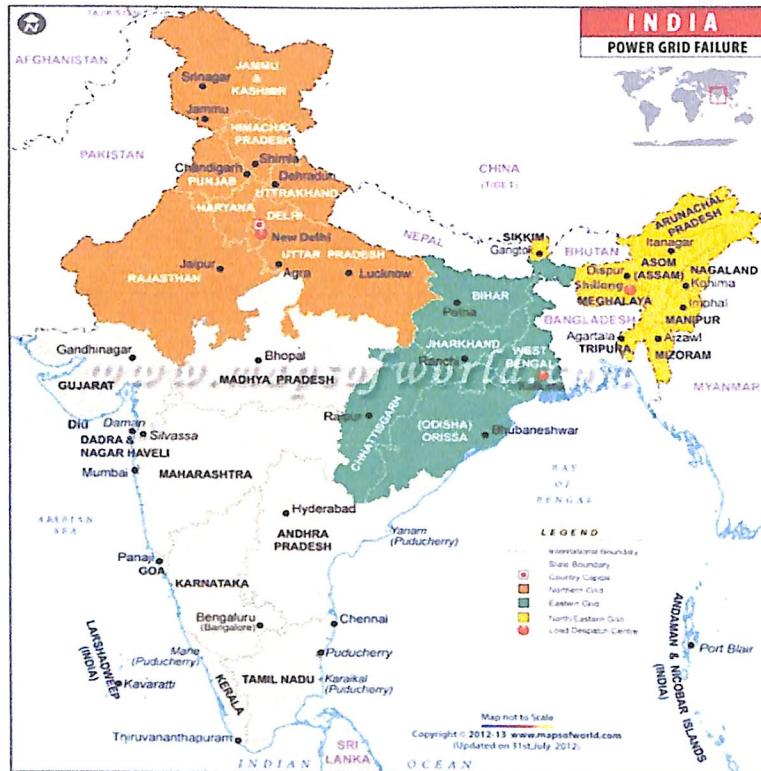 INDIA
POWER GRID FAILURE
AFGHANISTAN
JAMMU
&
KASHMIR
Srinagar
Jammu
HIMACHAL
PRADESH
PAKISTAN
Shimla
Chandigarh
Dehradun
PUNJAB
UTTRAKHAND
CHINA
(TIBET)
HARYANA
DELHI
New Delhi
NEPAL
SIKKIM
Gangtok
BHUTAN
ARUNACHAL
PRADESH
Itanagar
UTTAR PRADESH
Jaipur
Agra
Lucknow
RAJASTHAN
Dispur
ASOM
(ASSAM)
NAGALAND
Kohima
Shillong
MEGHALAYA
Imphal
MANIPUR
BIHAR
Patna
BANGLADESH
Agartala
TRIPURA
Aizawl
MIZORAM
Gandhinagar
Bhopal
JHARKHAND
Ranchi
WEST
BENGAL
Kolkata
www.mapsofworld.com
GUJARAT
MADHYA PRADESH
MYANMAR
Diu
Daman
Silvassa
DADRA &
NAGAR HAVELI
Raipur
CHHATTISGARH
(ODISHA)
ORISSA
Bhubaneshwar
Mumbai
MAHARASHTRA
BAY
OF
BENGAL
Hyderabad
ARABIAN
SEA
ANDHRA
PRADESH
Yanam
(Puducherry)
LEGEND
International Boundary
State Boundary
Country Capital
Northern Grid
Eastern Grid
North Eastern Grid
Load Despatch Centre
Panaji
GOA
KARNATAKA
Bengaluru
(Bangalore)
Chennai
LAKSHADWEEP
(INDIA)
Kavaratti
Mahe
(Puducherry)
Puducherry
KERALA
TAMIL NADU
Karaikal
(Puducherry)
ANDAMAN & NICOBAR ISLANDS
(INDIA)
Port Blair
Thiruvananthapuram
SRI
LANKA
INDIAN OCEAN
Map not to Scale
Copyright © 2012-13 www.mapsofworld.com
(Updated on 31st July 2012)